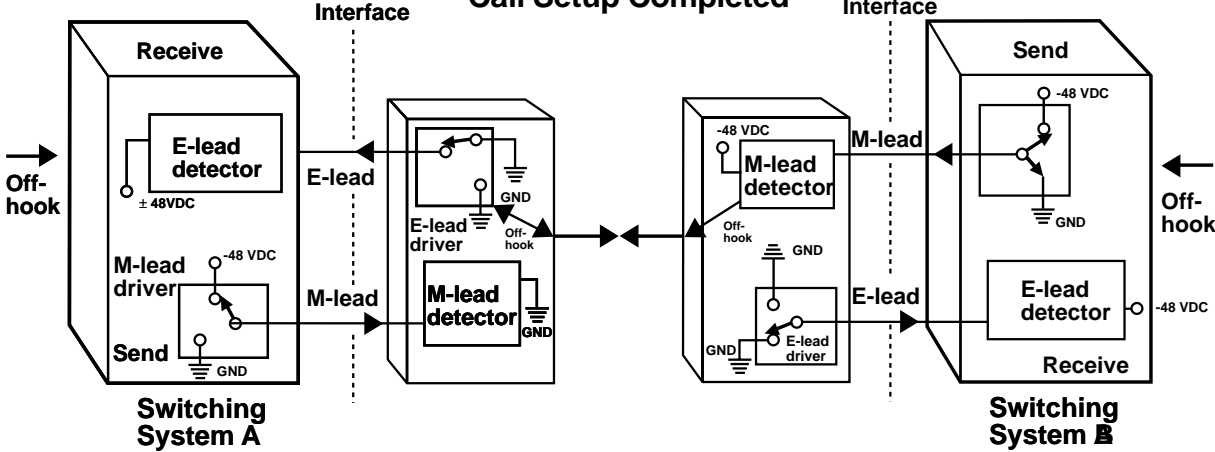 Call Setup Completed
Interface
Interface
Receive
Send
-48 VDC
E-lead
detector
± 48VDC
Off-
hook
E-lead
GND
E-lead
driver
Off-
hook
-48 VDC
M-lead
detector
M-lead
Off-
hook
GND
Off-
hook
M-lead
driver
-48 VDC
Send
GND
M-lead
M-lead
detector
GND
GND
GND
E-lead
driver
E-lead
E-lead
detector
-48 VDC
Receive
Switching
System A
Switching
System B